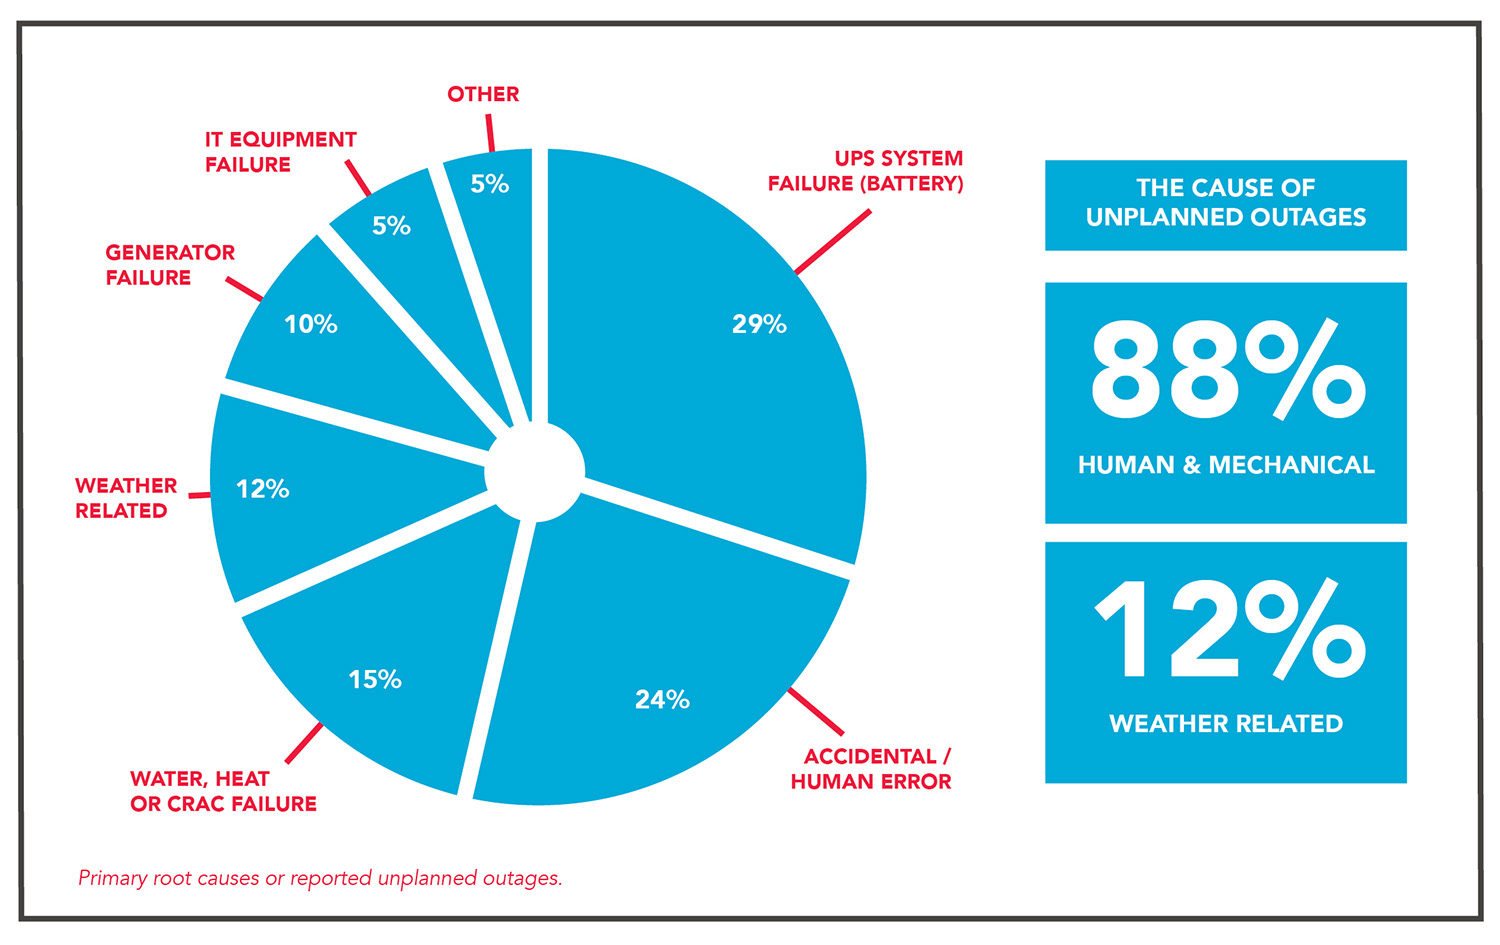 OTHER
5%
IT EQUIPMENT
FAILURE
5%
GENERATOR
FAILURE
10%
WEATHER
RELATED
12%
WATER, HEAT
OR CRAC FAILURE
15%
ACCIDENTAL /
HUMAN ERROR
24%
UPS SYSTEM
FAILURE (BATTERY)
29%
THE CAUSE OF
UNPLANNED OUTAGES
88%
HUMAN & MECHANICAL
12%
WEATHER RELATED
Primary root causes or reported unplanned outages.